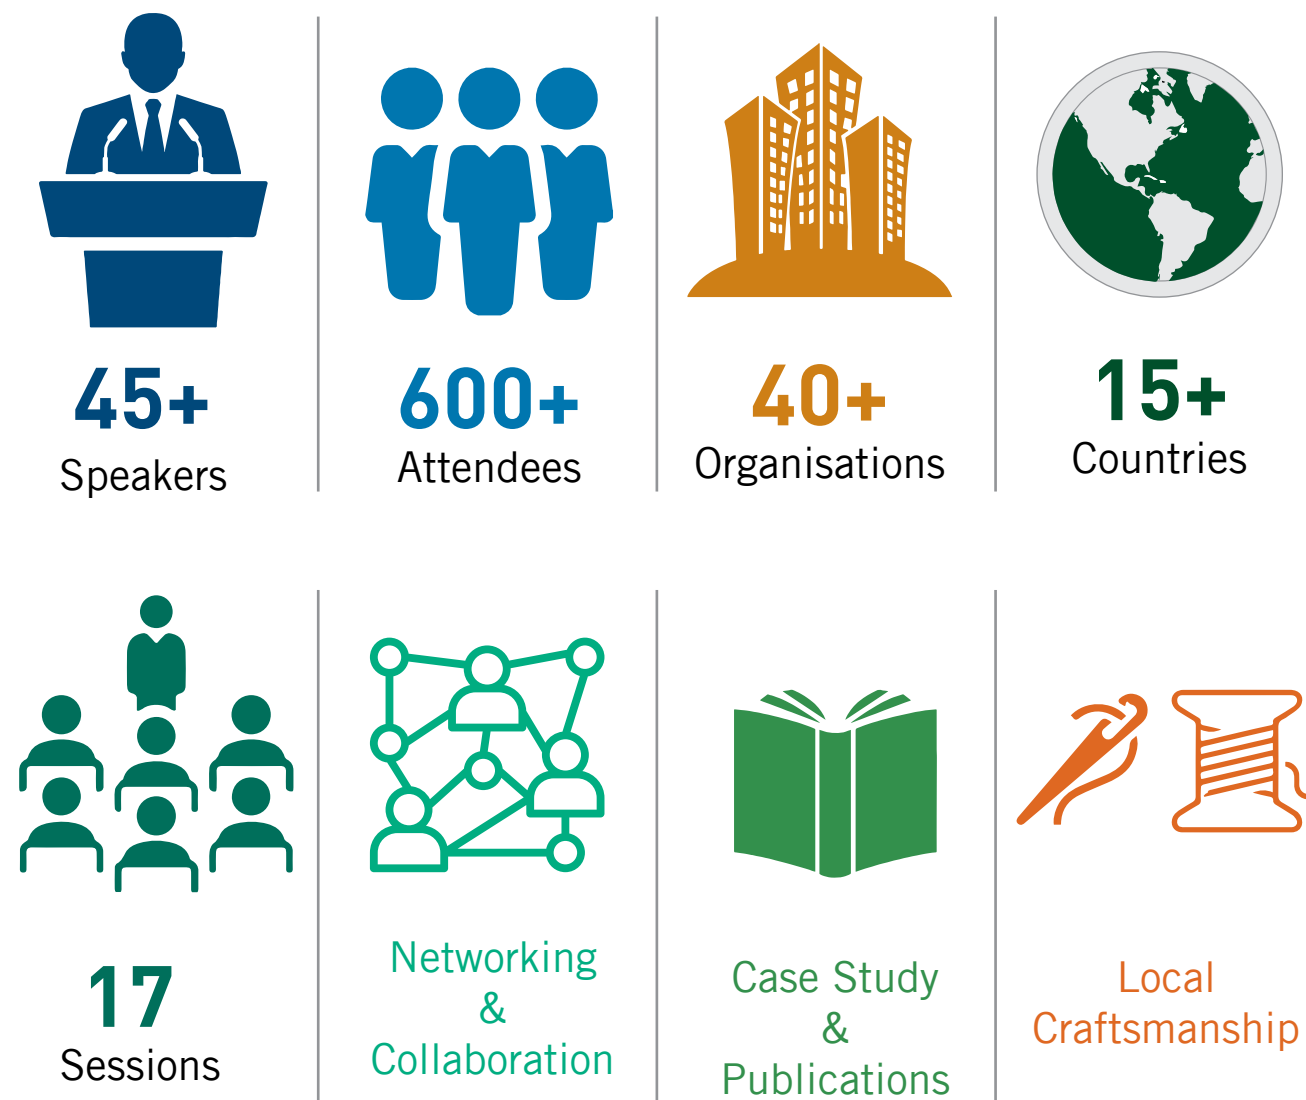 45+
Speakers
600+
Attendees
40+
Organisations
15+
Countries
17
Sessions
Networking
&
Collaboration
Case Study
&
Publications
Local
Craftsmanship